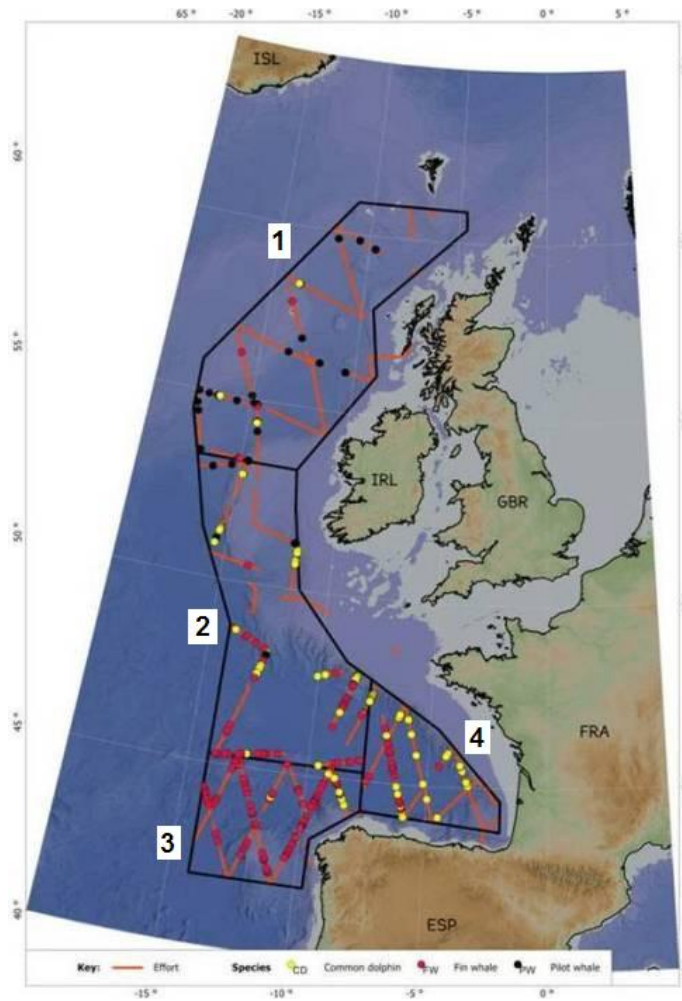 65 ° -20 ° -15 ° -10 ° -5 ° 0 ° 5 °
ISL
60 °
1
55 °
IRL
GBR
50 °
2
45 °
FRA
4
3
40 °
ESP
Key: Effort Species CD Common dolphin FW Fin whale PW Pilot whale
-15 ° -10 ° -5 ° 0 °